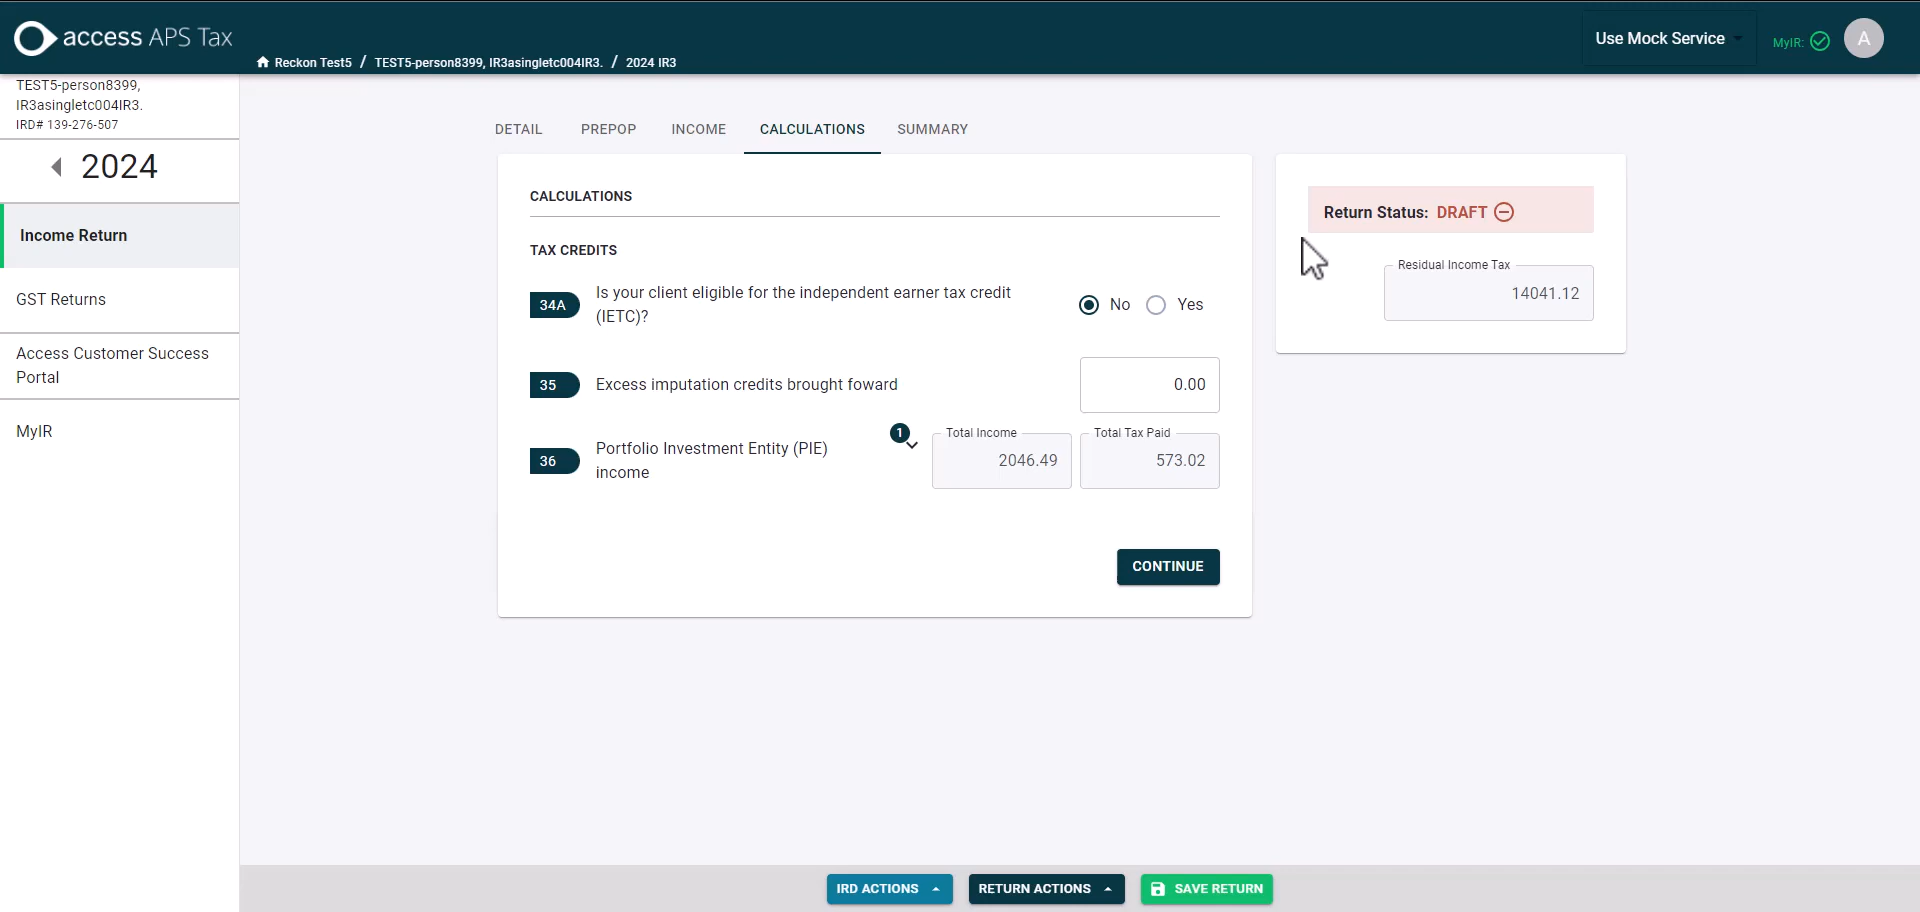 access APS Tax
Reckon Test5 / TEST5-person8399, IR3asingletc004IR3. / 2024 IR3
Use Mock Service
MyIR:
A
TEST5-person8399,
IR3asingletc004IR3.
IRD# 139-276-507
2024
Income Return
GST Returns
Access Customer Success
Portal
MyIR
DETAIL PREPOP INCOME CALCULATIONS SUMMARY
CALCULATIONS
TAX CREDITS
34A
Is your client eligible for the independent earner tax credit
(IETC)?
No Yes
35 Excess imputation credits brought foward 0.00
36
Portfolio Investment Entity (PIE)
income
1
Total Income
2046.49
Total Tax Paid
573.02
CONTINUE
Return Status: DRAFT
Residual Income Tax
14041.12
IRD ACTIONS RETURN ACTIONS SAVE RETURN